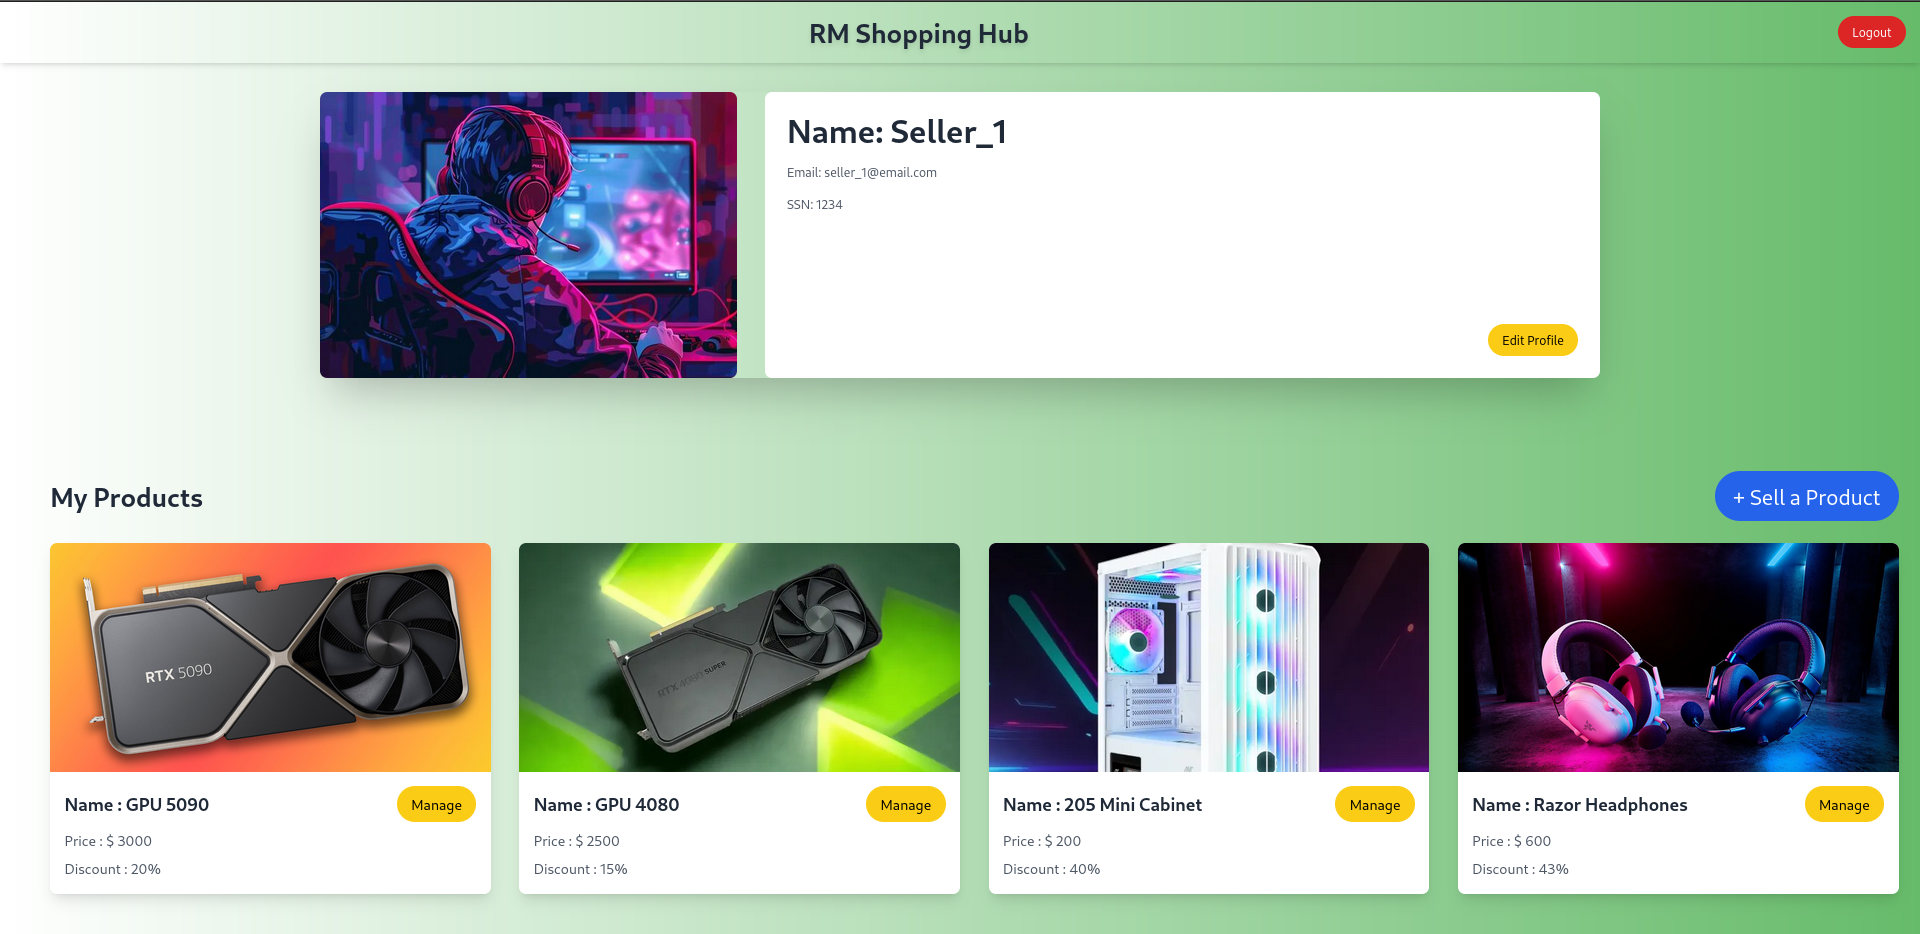 RM Shopping Hub
Logout
Name: Seller_1
Email: seller_1@email.com
SSN: 1234
Edit Profile
My Products
+ Sell a Product
RTX 5090
RTX 4080 SUPER
Name : GPU 5090
Manage
Price : $ 3000
Discount : 20%
Name : GPU 4080
Manage
Price : $ 2500
Discount : 15%
Name : 205 Mini Cabinet
Manage
Price : $ 200
Discount : 40%
Name : Razor Headphones
Manage
Price : $ 600
Discount : 43%